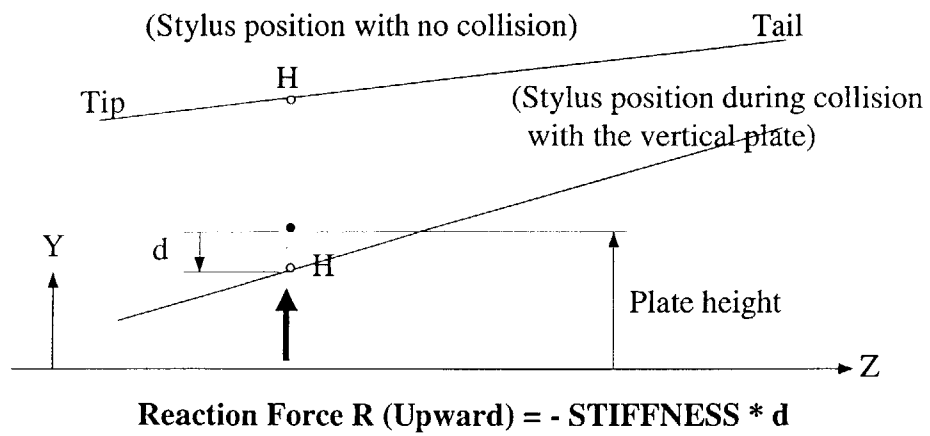 (Stylus position with no collision)
Tail
H
Tip
(Stylus position during collision
with the vertical plate)
Y
d
H
Plate height
Z
Reaction Force R (Upward) = - STIFFNESS * d